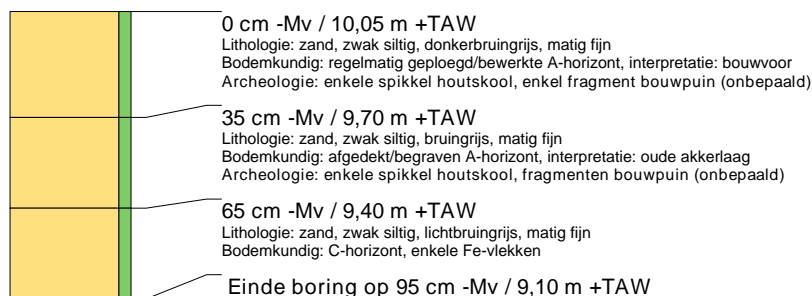 0 cm -Mv / 10,05 m +TAW
Lithologie: zand, zwak siltig, donkerbruingrijs, matig fijn
Bodemkundig: regelmatig geploegd/bewerkte A-horizont, interpretatie: bouwvoor
Archeologie: enkele spikkel houtskool, enkel fragment bouwpuin (onbepaald)
35 cm -Mv / 9,70 m +TAW
Lithologie: zand, zwak siltig, bruingrijs, matig fijn
Bodemkundig: afgedekt/begraven A-horizont, interpretatie: oude akkerlaag
Archeologie: enkele spikkel houtskool, fragmenten bouwpuin (onbepaald)
65 cm -Mv / 9,40 m +TAW
Lithologie: zand, zwak siltig, lichtbruingrijs, matig fijn
Bodemkundig: C-horizont, enkele Fe-vlekken
Einde boring op 95 cm -Mv / 9,10 m +TAW